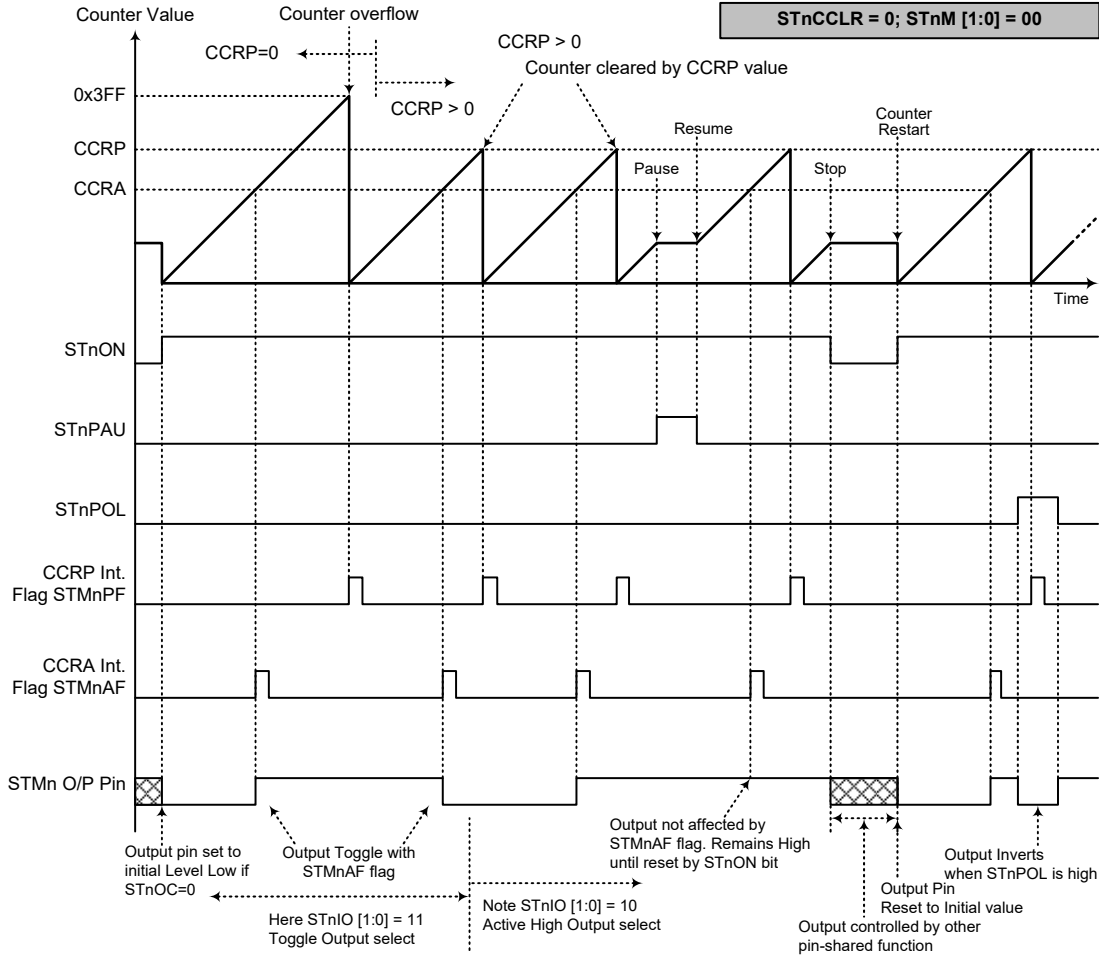 STnCCLR = 0; STnM [1:0] = 00
Counter Value
Counter overflow
CCRP=0
CCRP > 0
CCRP > 0
Counter cleared by CCRP value
0x3FF
CCRP
CCRA
Pause
Resume
Stop
Counter
Restart
Time
STnON
STnPAU
STnPOL
CCRP Int.
Flag STMnPF
CCRA Int.
Flag STMnAF
STMn O/P Pin
Output pin set to
initial Level Low if
STnOC=0
Output Toggle with
STMnAF flag
Here STnIO [1:0] = 11
Toggle Output select
Note STnIO [1:0] = 10
Active High Output select
Output not affected by
STMnAF flag. Remains High
until reset by STnON bit
Output controlled by other
pin-shared function
Output Pin
Reset to Initial value
Output Inverts
when STnPOL is high